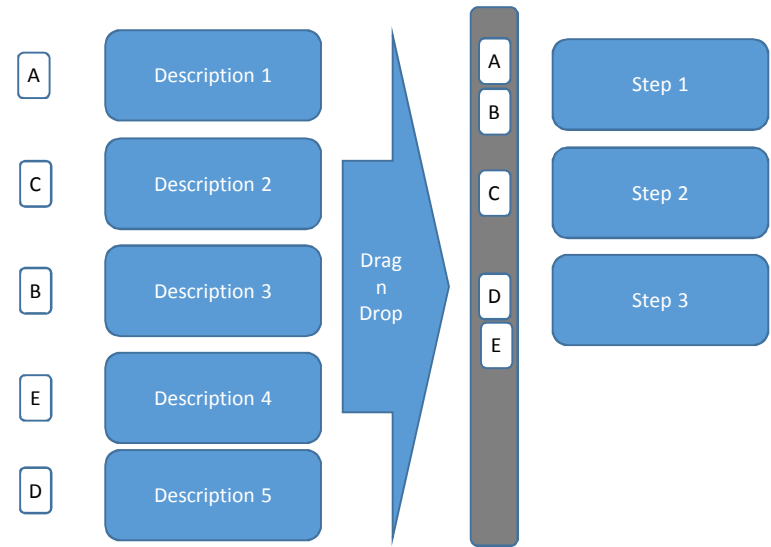 A
Description 1
C
Description 2
B
Description 3
E
Description 4
D
Description 5
Drag
n
Drop
A
B
C
D
E
Step 1
Step 2
Step 3